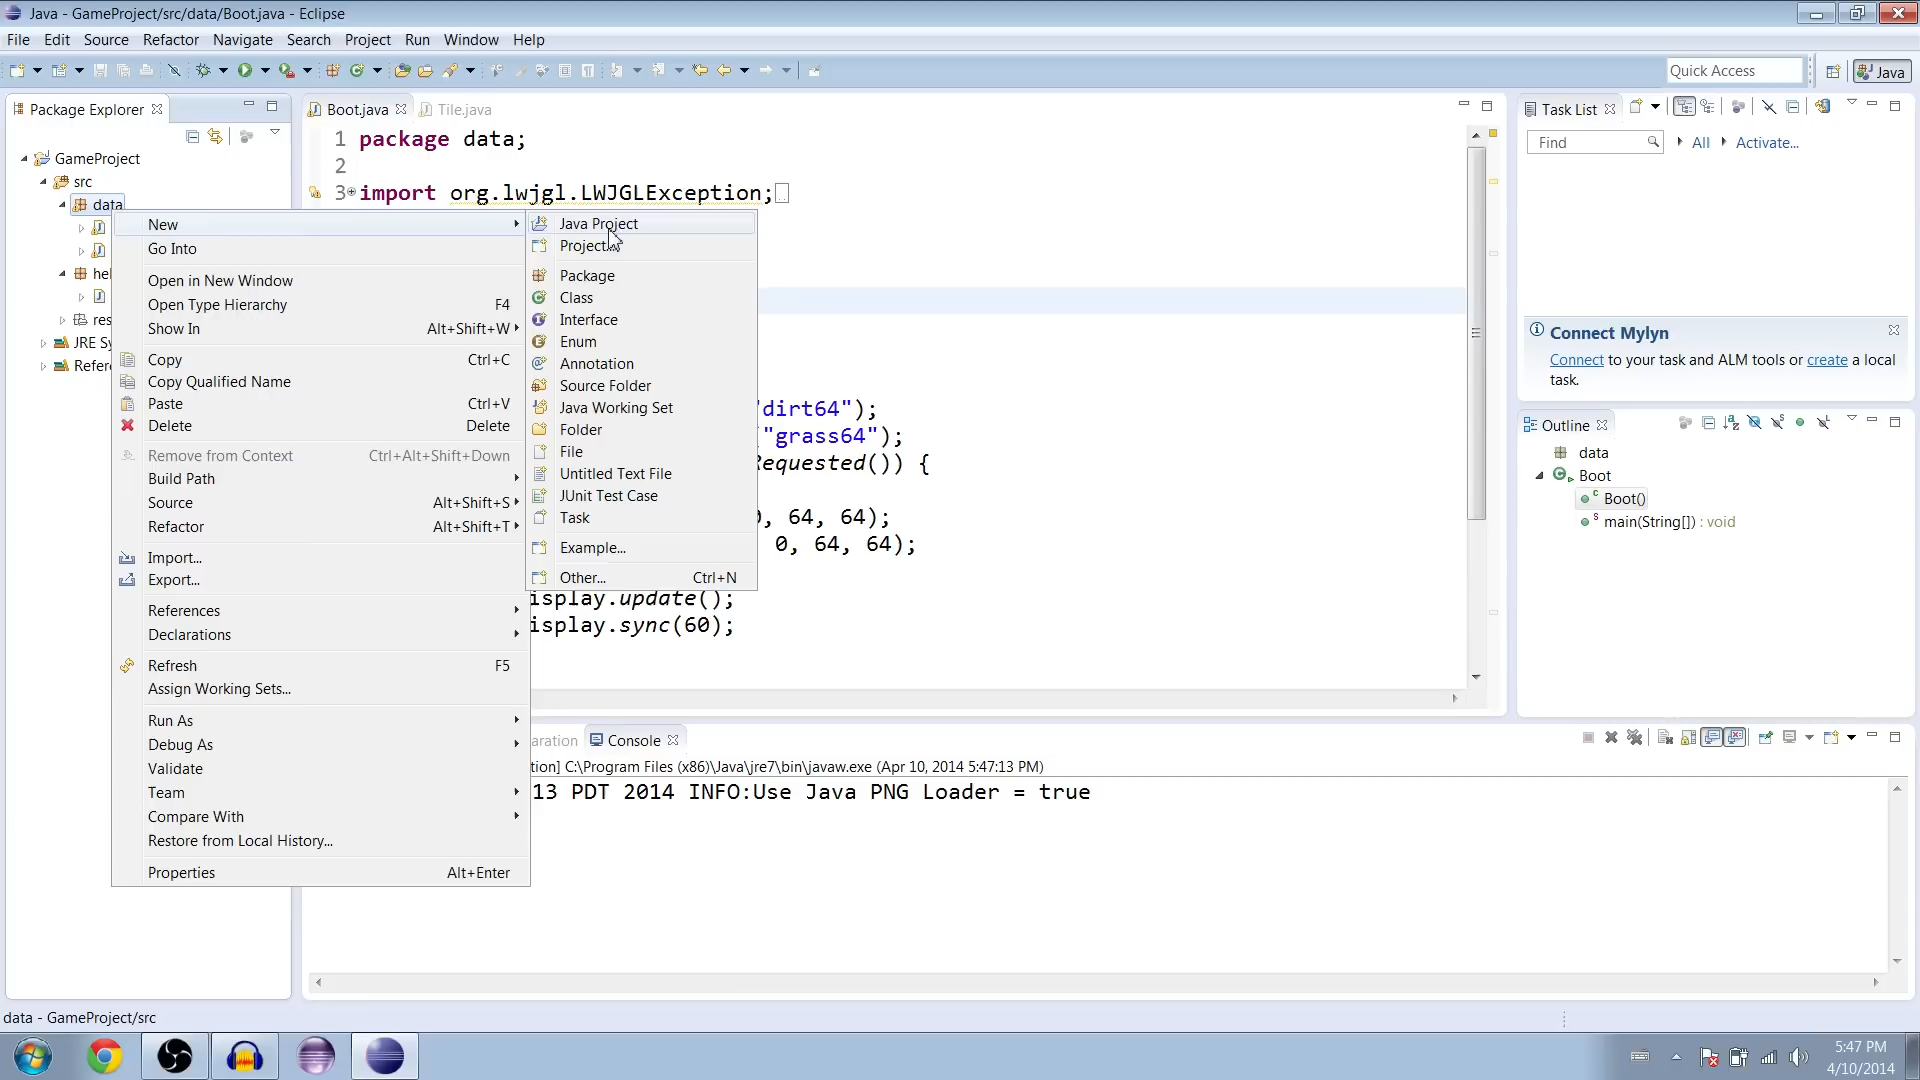 Java - GameProject/src/data/Boot.java - Eclipse
File Edit Source Refactor Navigate Search Project Run Window Help
Quick Access
Java
Package Explorer
GameProject
src
data
hel
res
JRE Sy
Refere
New
Go Into
Open in New Window
Open Type Hierarchy F4
Show In Alt+Shift+W
Copy Ctrl+C
Copy Qualified Name
Paste Ctrl+V
Delete Delete
Remove from Context Ctrl+Alt+Shift+Down
Build Path
Source Alt+Shift+S
Refactor Alt+Shift+T
Import...
Export...
References
Declarations
Refresh F5
Assign Working Sets...
Run As
Debug As
Validate
Team
Compare With
Restore from Local History...
Properties Alt+Enter
Java Project
Project...
Package
Class
Interface
Enum
Annotation
Source Folder
Java Working Set
Folder
File
Untitled Text File
JUnit Test Case
Task
Example...
Other... Ctrl+N
Boot.java Tile.java
1 package data;
2
3 import org.lwjgl.LWJGLException;
"dirt64");
("grass64");
Requested()) {
), 64, 64);
0, 64, 64);
isplay.update();
isplay.sync(60);
aration Console
tion] C:\Program Files (x86)\Java\jre7\bin\javaw.exe (Apr 10, 2014 5:47:13 PM)
13 PDT 2014 INFO:Use Java PNG Loader = true
Task List
Find All Activate...
Connect Mylyn
Connect to your task and ALM tools or create a local
task.
Outline
data
Boot
Boot()
main(String[]) : void
data - GameProject/src
5:47 PM
4/10/2014